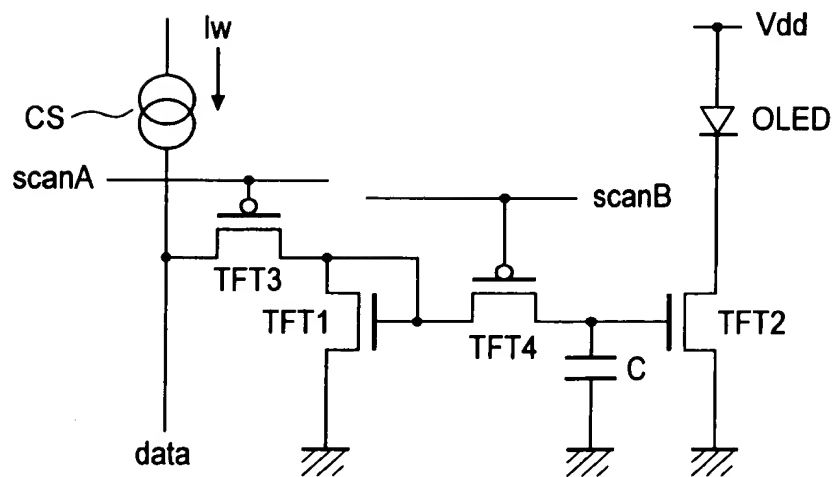 Iw
Vdd
CS
OLED
scanA
scanB
TFT3
TFT1
TFT4
TFT2
C
data